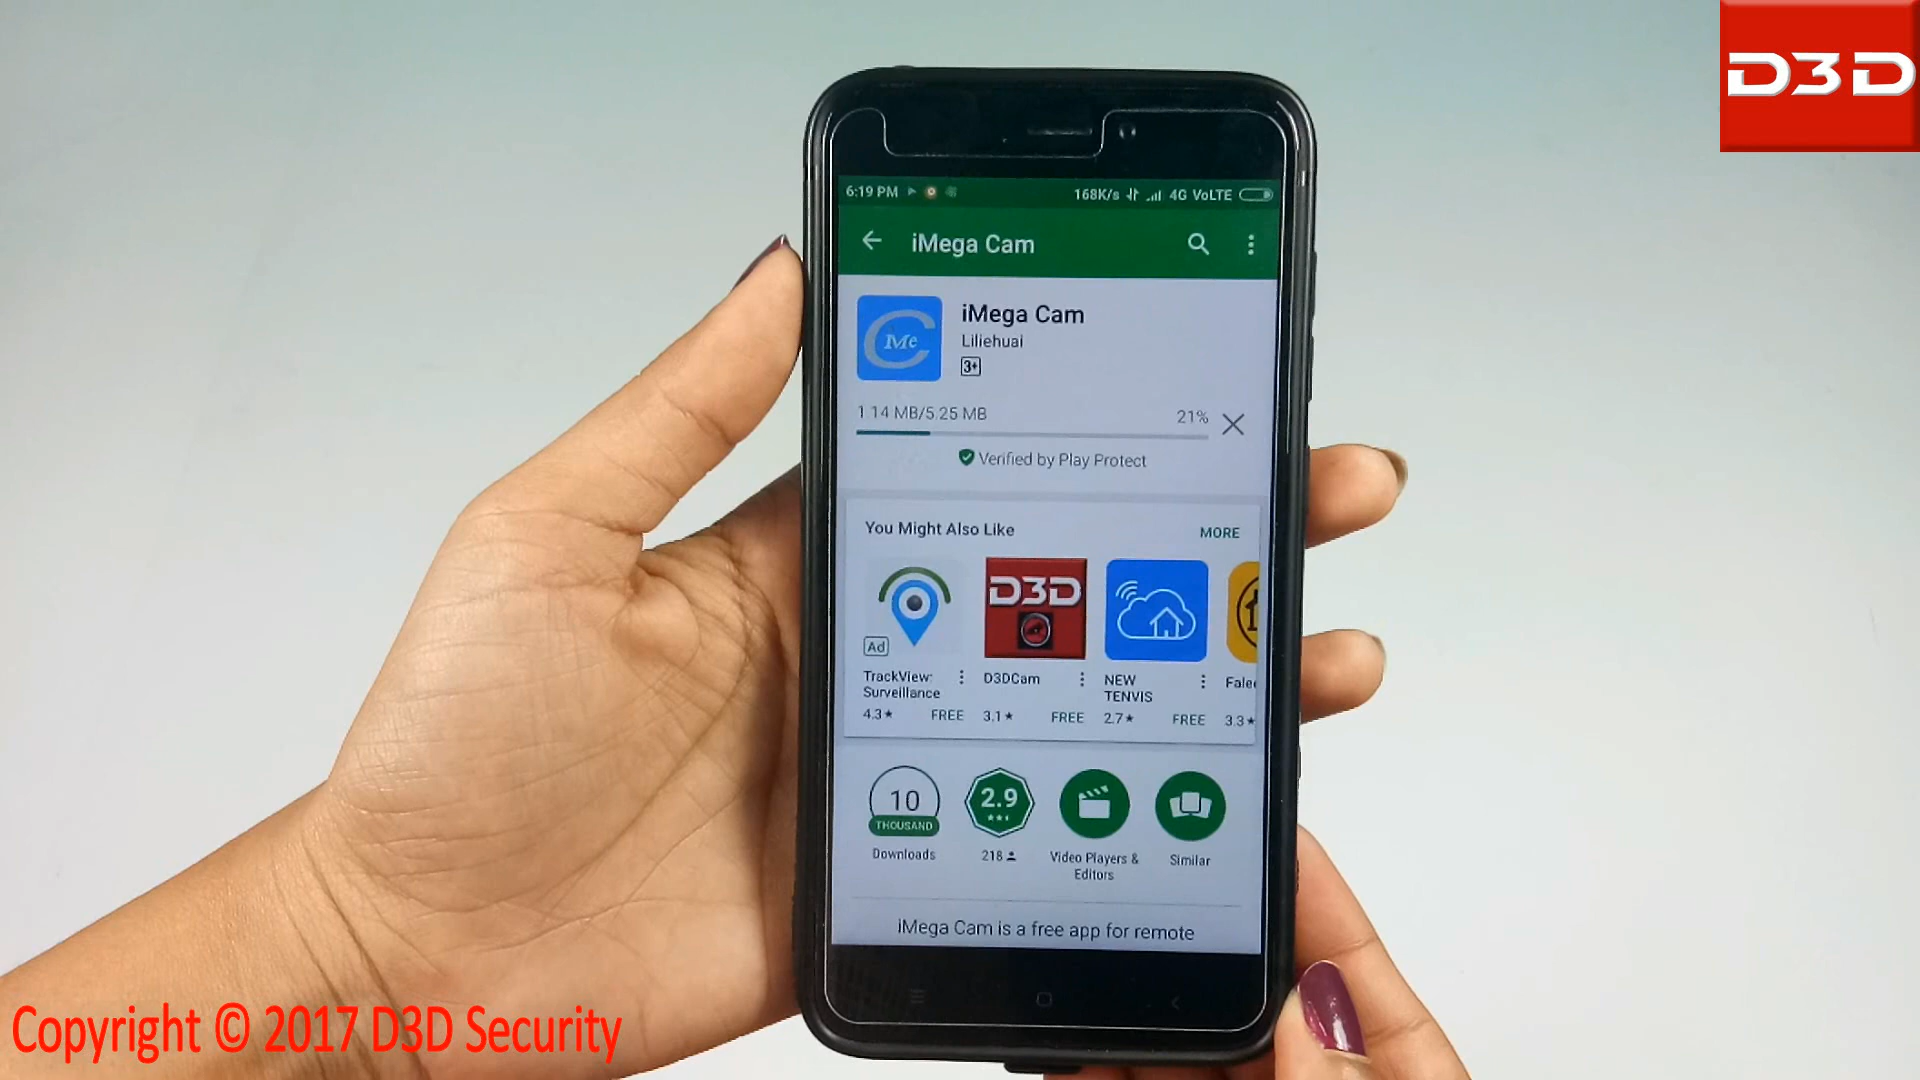 D3D
6:19 PM
168K/s 4G VoLTE
iMega Cam
Me
iMega Cam
Liliehuai
3+
1.14 MB/5.25 MB 21%
Verified by Play Protect
You Might Also Like MORE
D3D
Ad
TrackView: Surveillance D3DCam NEW TENVIS
4.3★ FREE 3.1★ FREE 2.7★ FREE 3.3★
10 2.9
THOUSAND
Downloads 218 Video Players & Editors Similar
iMega Cam is a free app for remote
Copyright © 2017 D3D Security